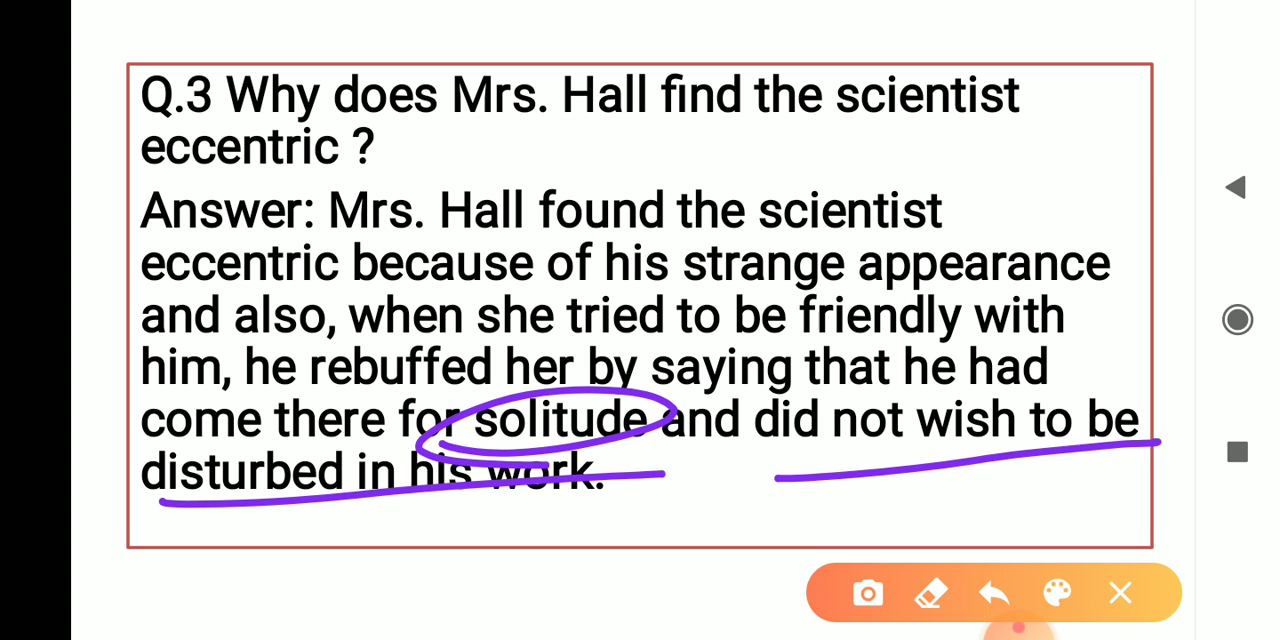 Q.3 Why does Mrs. Hall find the scientist
eccentric ?
Answer: Mrs. Hall found the scientist
eccentric because of his strange appearance
and also, when she tried to be friendly with
him, he rebuffed her by saying that he had
come there for solitude and did not wish to be
disturbed in his work.